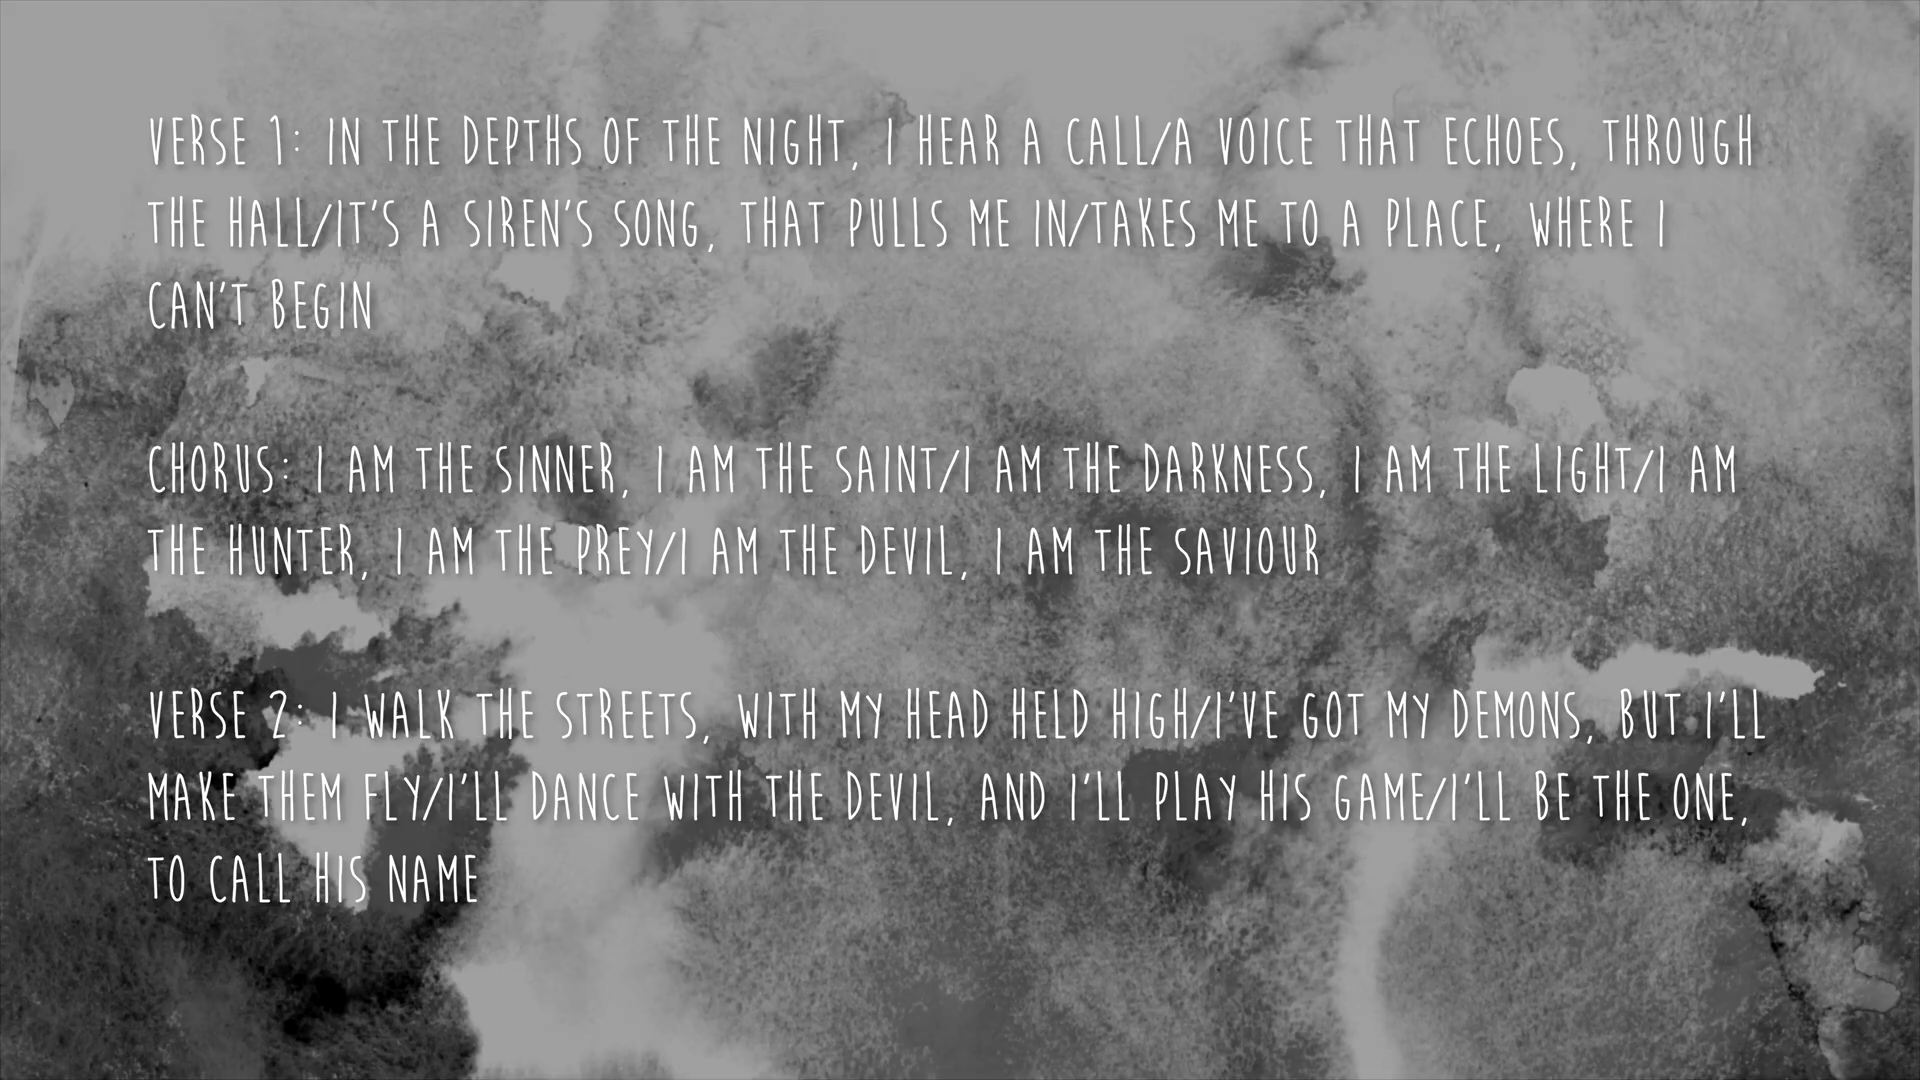 VERSE 1: IN THE DEPTHS OF THE NIGHT, I HEAR A CALL/A VOICE THAT ECHOES, THROUGH
THE HALL/IT'S A SIREN'S SONG, THAT PULLS ME IN/TAKES ME TO A PLACE, WHERE I
CAN'T BEGIN
CHORUS: I AM THE SINNER, I AM THE SAINT/I AM THE DARKNESS, I AM THE LIGHT/I AM
THE HUNTER, I AM THE PREY/I AM THE DEVIL, I AM THE SAVIOUR
VERSE 2: I WALK THE STREETS, WITH MY HEAD HELD HIGH/I'VE GOT MY DEMONS, BUT I'LL
MAKE THEM FLY/I'LL DANCE WITH THE DEVIL, AND I'LL PLAY HIS GAME/I'LL BE THE ONE,
TO CALL HIS NAME